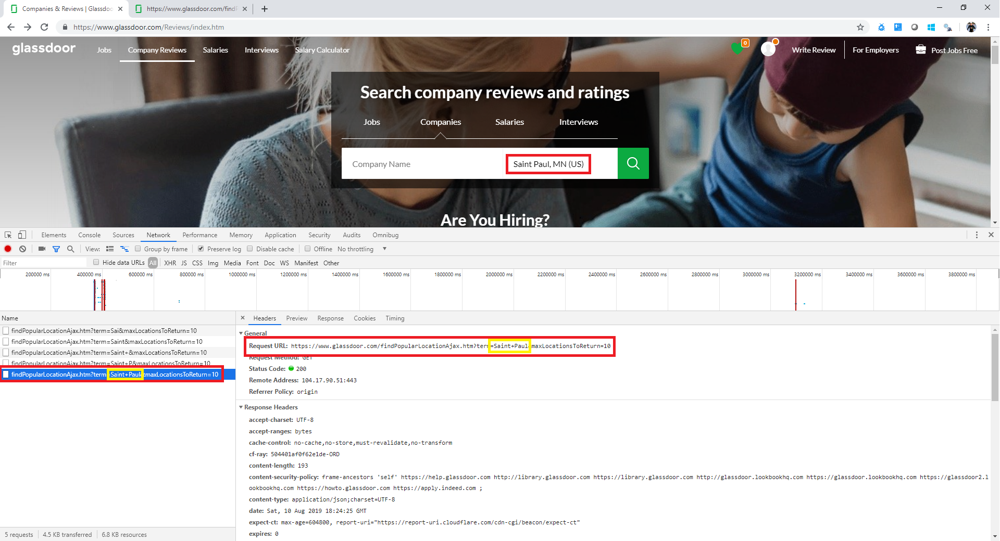 Companies & Reviews | Glassdoo
https://www.glassdoor.com/findP
https://www.glassdoor.com/Reviews/index.htm
glassdoor
Jobs
Company Reviews
Salaries
Interviews
Salary Calculator
0
Write Review
For Employers
Post Jobs Free
Search company reviews and ratings
Jobs
Companies
Salaries
Interviews
Company Name
Saint Paul, MN (US)
Are You Hiring?
Elements
Console
Sources
Network
Performance
Memory
Application
Security
Audits
Omnibug
View:
Group by frame
Preserve log
Disable cache
Offline
No throttling
Filter
Hide data URLs
All
XHR
JS
CSS
Img
Media
Font
Doc
WS
Manifest
Other
200000 ms
400000 ms
600000 ms
800000 ms
1000000 ms
1200000 ms
1400000 ms
1600000 ms
1800000 ms
2000000 ms
2200000 ms
2400000 ms
2600000 ms
2800000 ms
3000000 ms
3200000 ms
3400000 ms
3600000 ms
3800000 ms
Name
findPopularLocationAjax.htm?term=Sai&maxLocationsToReturn=10
findPopularLocationAjax.htm?term=Saint&maxLocationsToReturn=10
findPopularLocationAjax.htm?term=Saint+&maxLocationsToReturn=10
findPopularLocationAjax.htm?term=Saint+P&maxLocationsToReturn=10
findPopularLocationAjax.htm?term=Saint+Paul&maxLocationsToReturn=10
5 requests
4.5 KB transferred
6.8 KB resources
Headers
Preview
Response
Cookies
Timing
General
Request URL: https://www.glassdoor.com/findPopularLocationAjax.htm?term=Saint+Paul&maxLocationsToReturn=10
Request Method: GET
Status Code: 200
Remote Address: 104.17.90.51:443
Referrer Policy: origin
Response Headers
accept-charset: UTF-8
accept-ranges: bytes
cache-control: no-cache,no-store,must-revalidate,no-transform
cf-ray: 504401af0f62e1de-ORD
content-length: 193
content-security-policy: frame-ancestors 'self' https://help.glassdoor.com http://library.glassdoor.com https://library.glassdoor.com http://glassdoor.lookbookhq.com https://glassdoor.lookbookhq.com https://glassdoor2.l
ookbookhq.com https://howto.glassdoor.com https://apply.indeed.com ;
content-type: application/json;charset=UTF-8
date: Sat, 10 Aug 2019 18:24:25 GMT
expect-ct: max-age=604800, report-uri="https://report-uri.cloudflare.com/cdn-cgi/beacon/expect-ct"
expires: 0